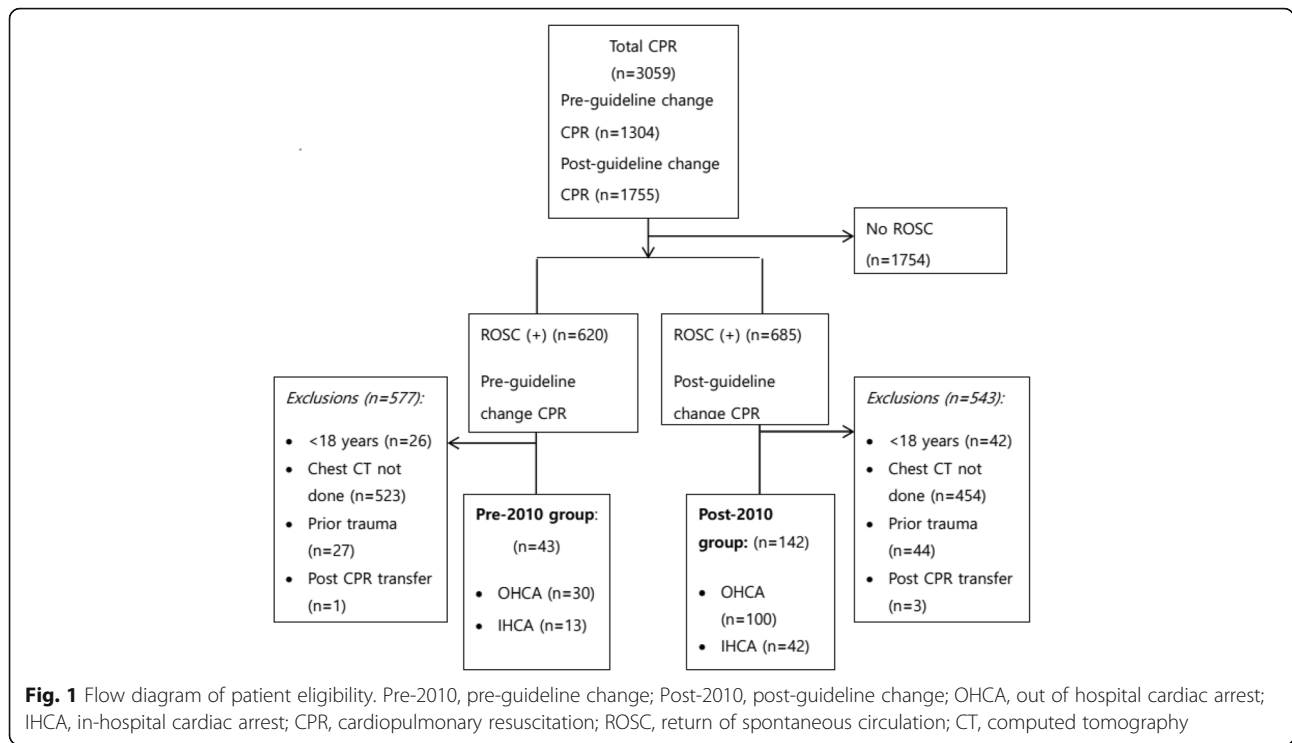 Total CPR
(n=3059)
Pre-guideline change
CPR (n=1304)
Post-guideline change
CPR (n=1755)
No ROSC
(n=1754)
ROSC (+) (n=620)
Pre-guideline
change CPR
ROSC (+) (n=685)
Post-guideline
change CPR
Exclusions (n=577):
• <18 years (n=26)
• Chest CT not
done (n=523)
• Prior trauma
(n=27)
• Post CPR transfer
(n=1)
Exclusions (n=543):
• <18 years (n=42)
• Chest CT not
done (n=454)
• Prior trauma
(n=44)
• Post CPR transfer
(n=3)
Pre-2010 group:
(n=43)
• OHCA (n=30)
• IHCA (n=13)
Post-2010
group: (n=142)
• OHCA
(n=100)
• IHCA (n=42)
Fig. 1 Flow diagram of patient eligibility. Pre-2010, pre-guideline change; Post-2010, post-guideline change; OHCA, out of hospital cardiac arrest;
IHCA, in-hospital cardiac arrest; CPR, cardiopulmonary resuscitation; ROSC, return of spontaneous circulation; CT, computed tomography